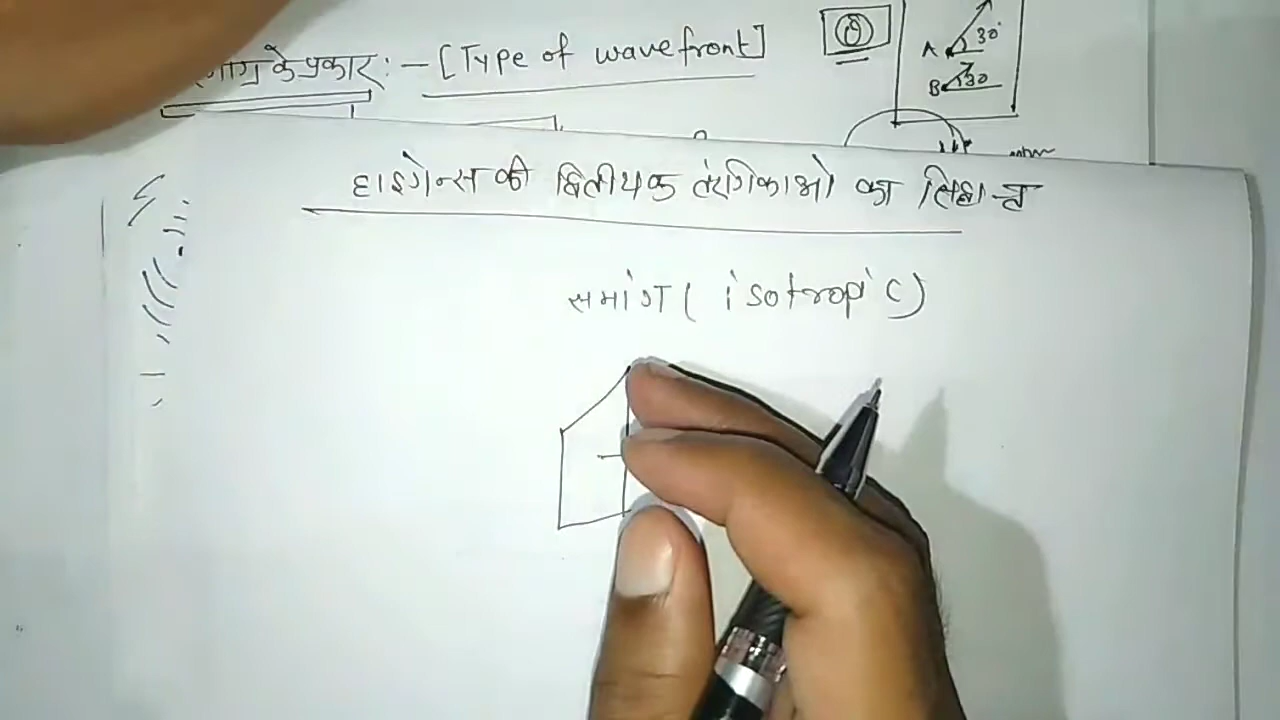 के प्रकार : - [Type of wavefront]
θ
A 30°
B 30
हाइगेन्स की द्वितीयक तरंगिकाओ का सिद्धान्त
समांग ( isotropic )